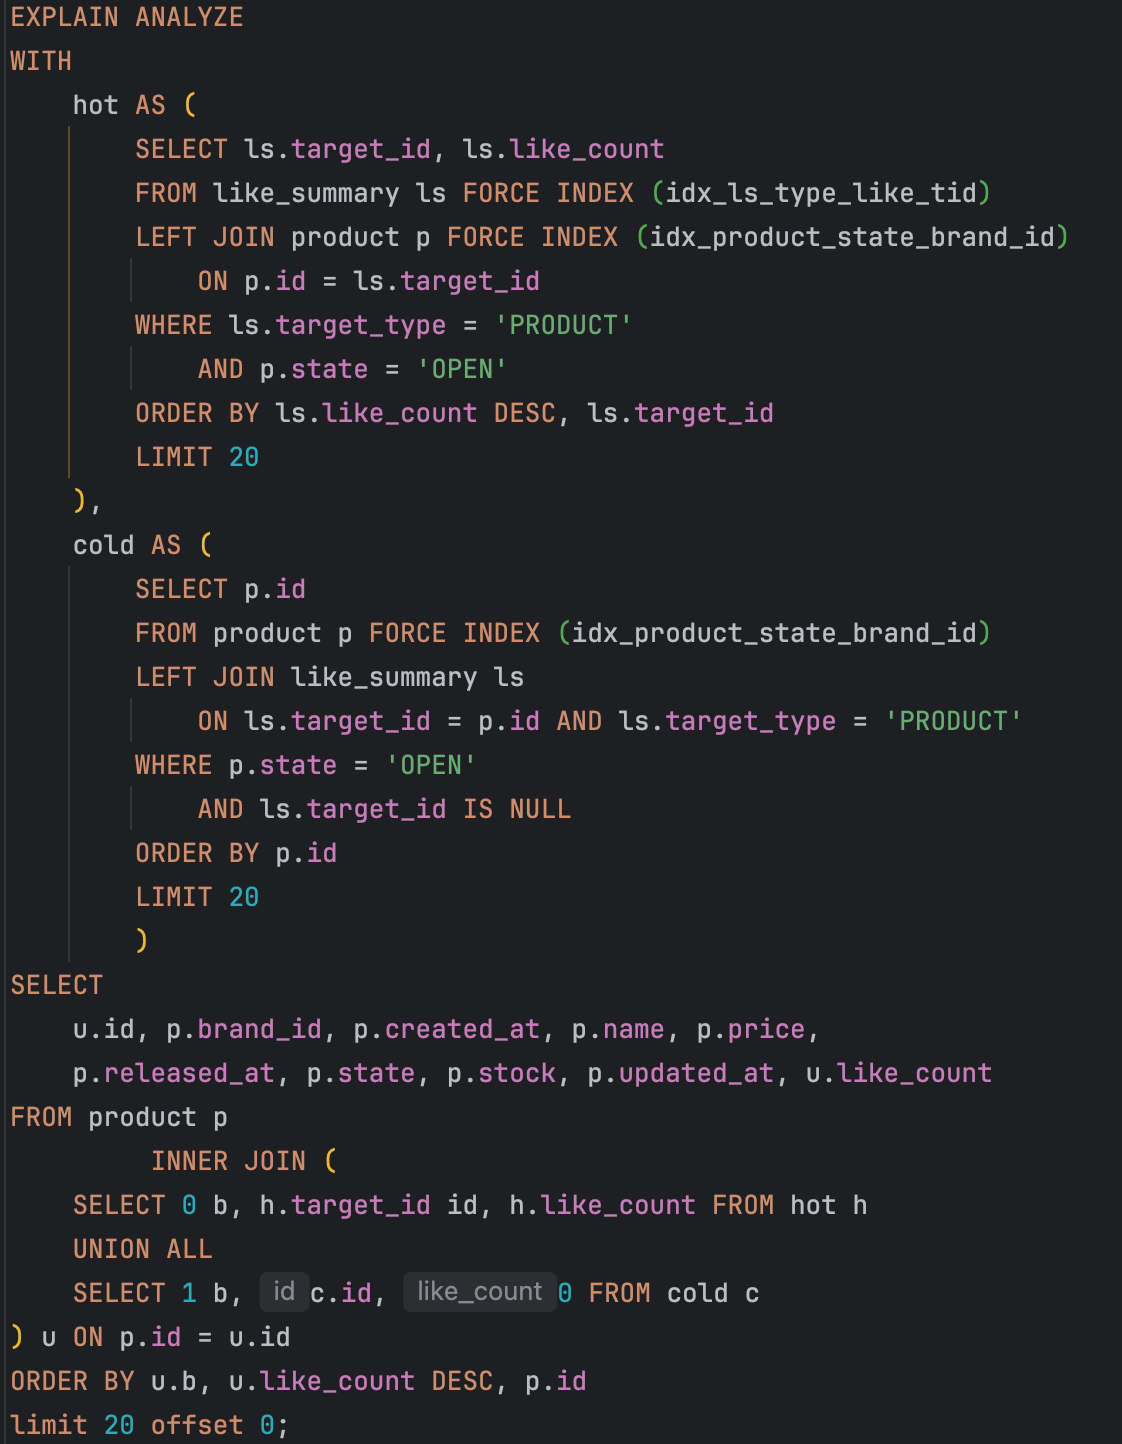 EXPLAIN ANALYZE
WITH
    hot AS (
        SELECT ls.target_id, ls.like_count
        FROM like_summary ls FORCE INDEX (idx_ls_type_like_tid)
        LEFT JOIN product p FORCE INDEX (idx_product_state_brand_id)
            ON p.id = ls.target_id
        WHERE ls.target_type = 'PRODUCT'
            AND p.state = 'OPEN'
        ORDER BY ls.like_count DESC, ls.target_id
        LIMIT 20
    ),
    cold AS (
        SELECT p.id
        FROM product p FORCE INDEX (idx_product_state_brand_id)
        LEFT JOIN like_summary ls
            ON ls.target_id = p.id AND ls.target_type = 'PRODUCT'
        WHERE p.state = 'OPEN'
            AND ls.target_id IS NULL
        ORDER BY p.id
        LIMIT 20
        )
SELECT
    u.id, p.brand_id, p.created_at, p.name, p.price,
    p.released_at, p.state, p.stock, p.updated_at, u.like_count
FROM product p
         INNER JOIN (
    SELECT 0 b, h.target_id id, h.like_count FROM hot h
    UNION ALL
    SELECT 1 b, id c.id, like_count 0 FROM cold c
) u ON p.id = u.id
ORDER BY u.b, u.like_count DESC, p.id
limit 20 offset 0;